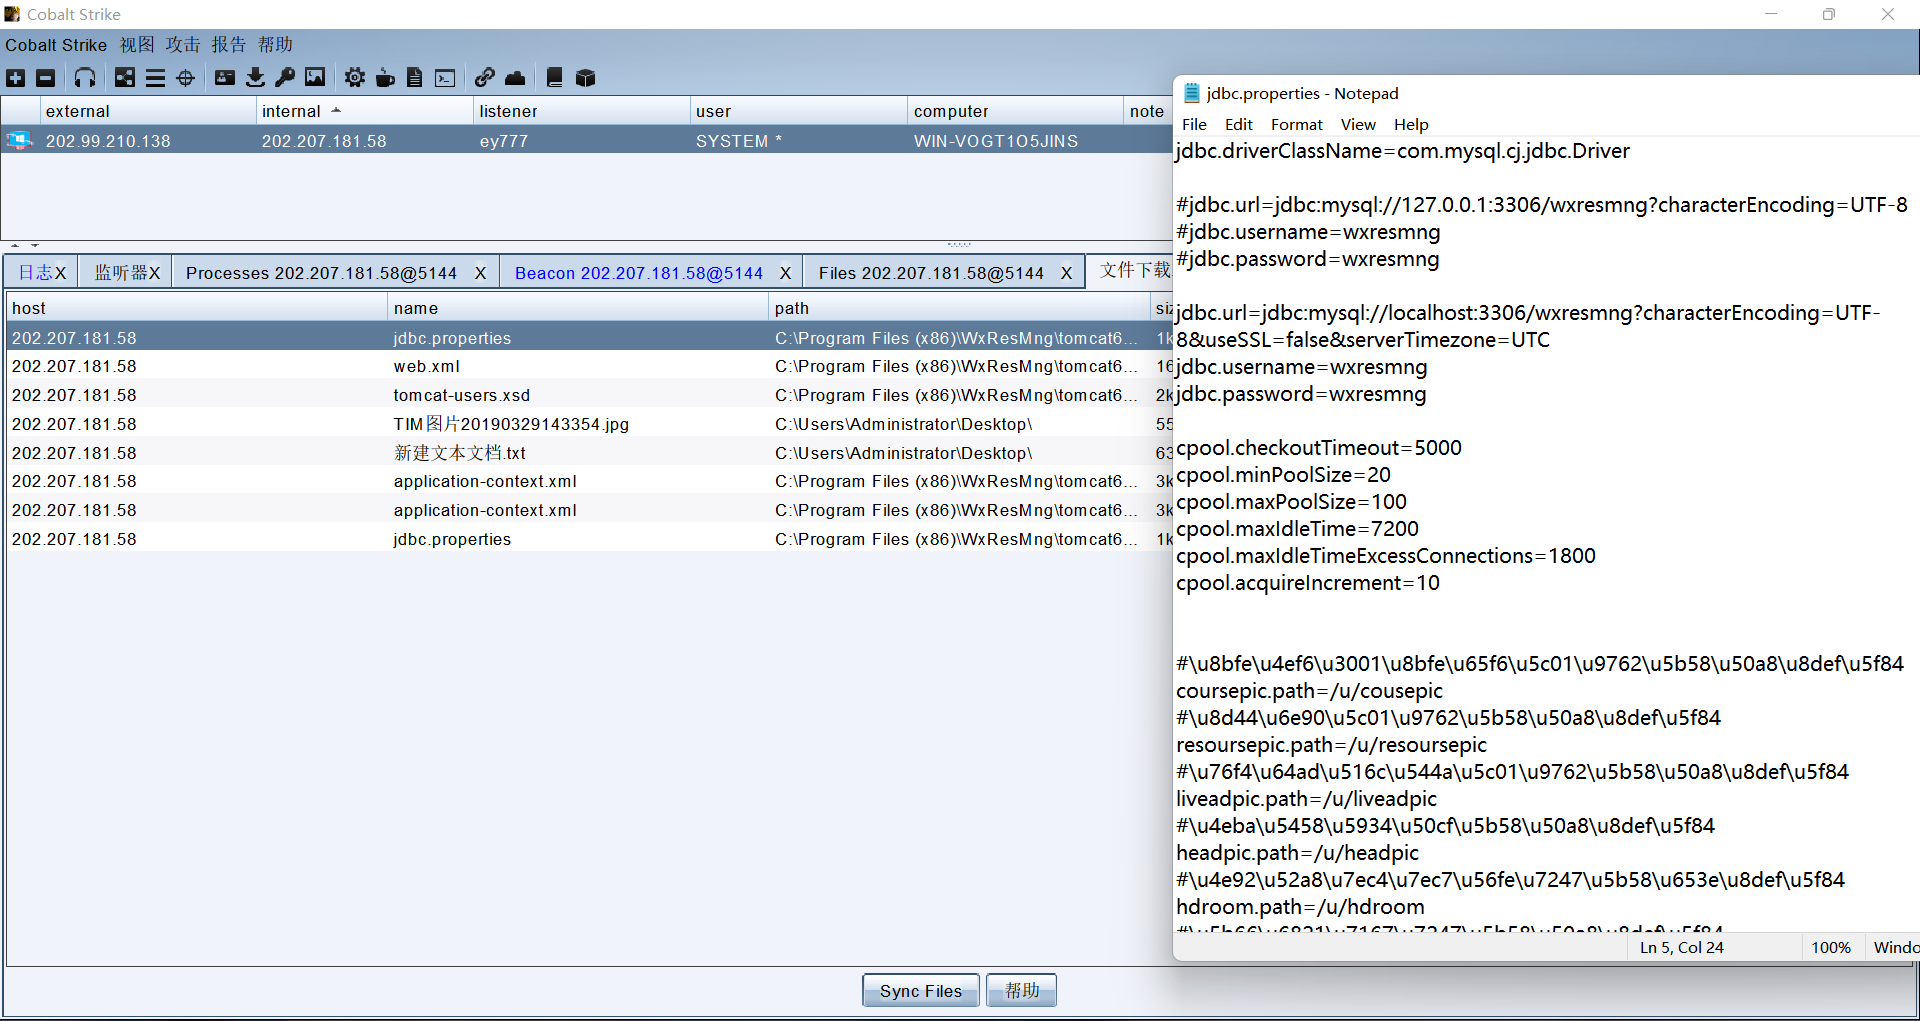 Cobalt Strike
Cobalt Strike 视图 攻击 报告 帮助
external internal listener user computer note
202.99.210.138 202.207.181.58 ey777 SYSTEM * WIN-VOGT1O5JINS
日志X 监听器X Processes 202.207.181.58@5144 X Beacon 202.207.181.58@5144 X Files 202.207.181.58@5144 X 文件下载
host name path siz
202.207.181.58 jdbc.properties C:\Program Files (x86)\WxResMng\tomcat6... 1k
202.207.181.58 web.xml C:\Program Files (x86)\WxResMng\tomcat6... 16
202.207.181.58 tomcat-users.xsd C:\Program Files (x86)\WxResMng\tomcat6... 2k
202.207.181.58 TIM图片20190329143354.jpg C:\Users\Administrator\Desktop\ 55
202.207.181.58 新建文本文档.txt C:\Users\Administrator\Desktop\ 63
202.207.181.58 application-context.xml C:\Program Files (x86)\WxResMng\tomcat6... 3k
202.207.181.58 application-context.xml C:\Program Files (x86)\WxResMng\tomcat6... 3k
202.207.181.58 jdbc.properties C:\Program Files (x86)\WxResMng\tomcat6... 1k
Sync Files 帮助
jdbc.properties - Notepad
File Edit Format View Help
jdbc.driverClassName=com.mysql.cj.jdbc.Driver
#jdbc.url=jdbc:mysql://127.0.0.1:3306/wxresmng?characterEncoding=UTF-8
#jdbc.username=wxresmng
#jdbc.password=wxresmng
jdbc.url=jdbc:mysql://localhost:3306/wxresmng?characterEncoding=UTF-
8&useSSL=false&serverTimezone=UTC
jdbc.username=wxresmng
jdbc.password=wxresmng
cpool.checkoutTimeout=5000
cpool.minPoolSize=20
cpool.maxPoolSize=100
cpool.maxIdleTime=7200
cpool.maxIdleTimeExcessConnections=1800
cpool.acquireIncrement=10
#\u8bfe\u4ef6\u3001\u8bfe\u65f6\u5c01\u9762\u5b58\u50a8\u8def\u5f84
coursepic.path=/u/cousepic
#\u8d44\u6e90\u5c01\u9762\u5b58\u50a8\u8def\u5f84
resoursepic.path=/u/resoursepic
#\u76f4\u64ad\u516c\u544a\u5c01\u9762\u5b58\u50a8\u8def\u5f84
liveadpic.path=/u/liveadpic
#\u4eba\u5458\u5934\u50cf\u5b58\u50a8\u8def\u5f84
headpic.path=/u/headpic
#\u4e92\u52a8\u7ec4\u7ec7\u56fe\u7247\u5b58\u653e\u8def\u5f84
hdroom.path=/u/hdroom
#\u5b66\u6821\u7167\u7247\u5b58\u50a8\u8def\u5f84
Ln 5, Col 24 100% Windo